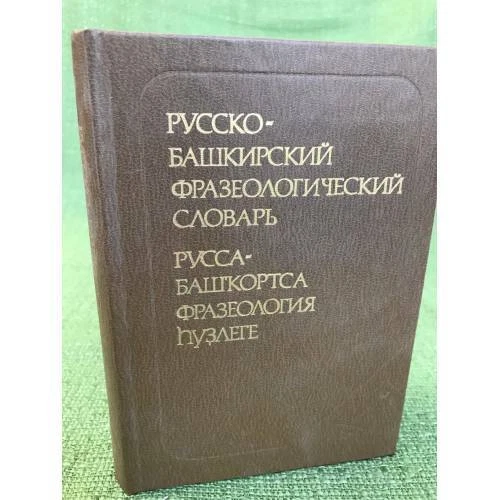 РУССКО-
БАШКИРСКИЙ
ФРАЗЕОЛОГИЧЕСКИЙ
СЛОВАРЬ
РУССА-
БАШҠОРТСА
ФРАЗЕОЛОГИЯ
ҺҮҘЛЕГЕ